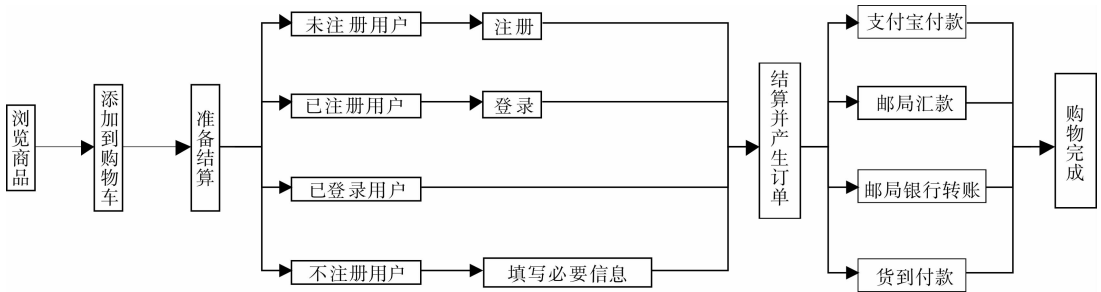 浏览商品
添加到购物车
准备结算
未注册用户
注册
已注册用户
登录
已登录用户
不注册用户
填写必要信息
结算并产生订单
支付宝付款
邮局汇款
邮局银行转账
货到付款
购物完成